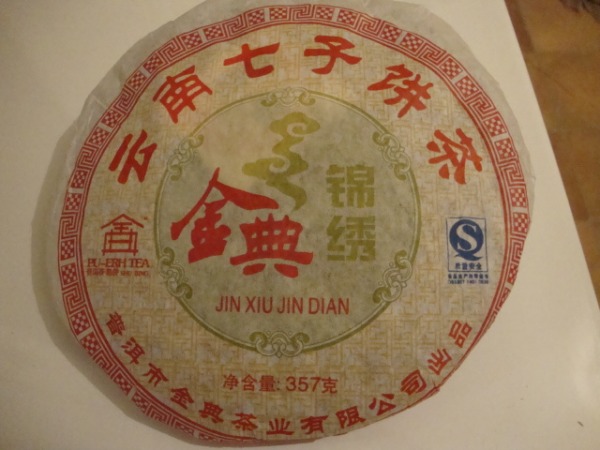 云南七子饼茶
锦绣
金典
JIN XIU JIN DIAN
PU-ERH TEA
净含量: 357克
普洱市金典茶业有限公司出品